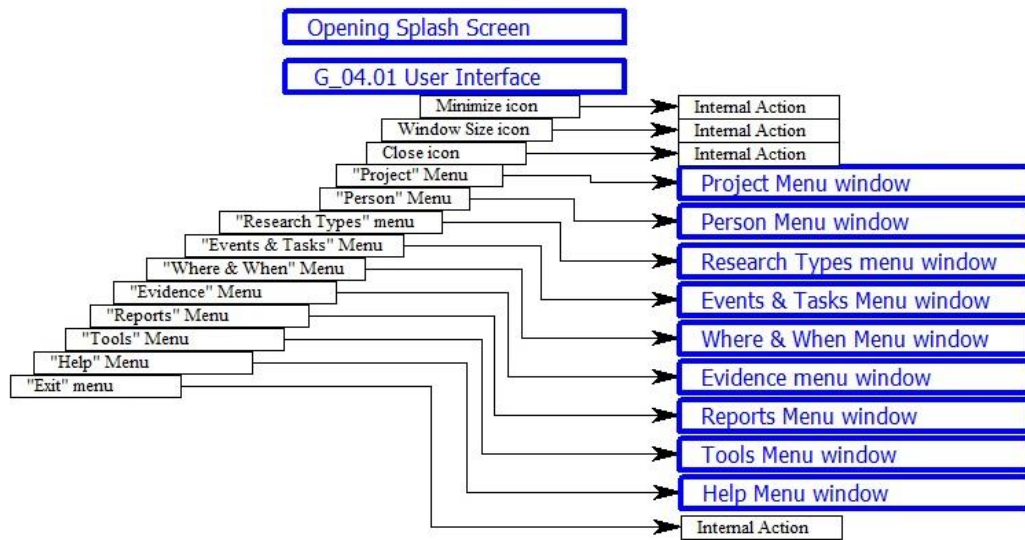 Opening Splash Screen
G_04.01 User Interface
Minimize icon
Internal Action
Window Size icon
Internal Action
Close icon
Internal Action
"Project" Menu
Project Menu window
"Person" Menu
Person Menu window
"Research Types" menu
Research Types menu window
"Events & Tasks" Menu
Events & Tasks Menu window
"Where & When" Menu
Where & When Menu window
"Evidence" Menu
Evidence menu window
"Reports" Menu
Reports Menu window
"Tools" Menu
Tools Menu window
"Help" Menu
Help Menu window
"Exit" menu
Internal Action